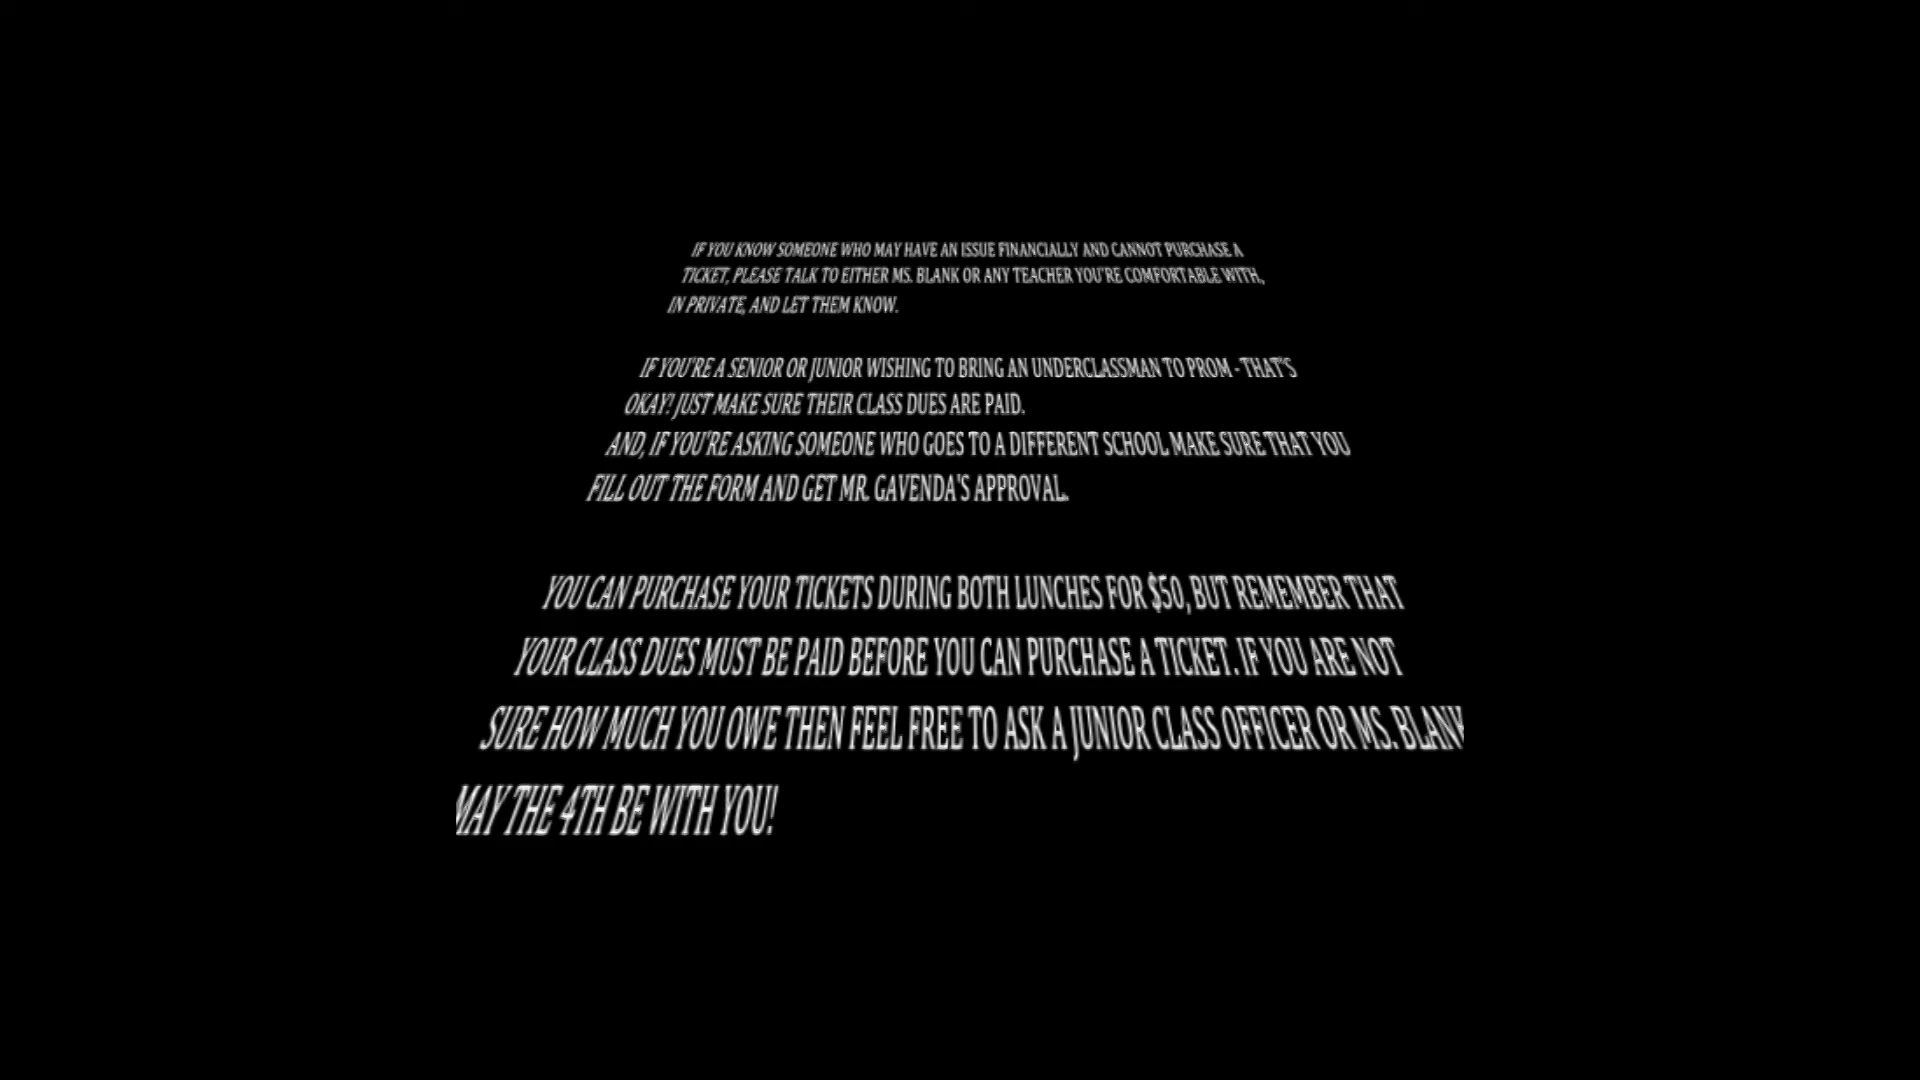 IF YOU KNOW SOMEONE WHO MAY HAVE AN ISSUE FINANCIALLY AND CANNOT PURCHASE A
TICKET, PLEASE TALK TO EITHER MS. BLANK OR ANY TEACHER YOU'RE COMFORTABLE WITH,
IN PRIVATE, AND LET THEM KNOW.
IF YOU'RE A SENIOR OR JUNIOR WISHING TO BRING AN UNDERCLASSMAN TO PROM - THAT'S
OKAY! JUST MAKE SURE THEIR CLASS DUES ARE PAID.
AND, IF YOU'RE ASKING SOMEONE WHO GOES TO A DIFFERENT SCHOOL MAKE SURE THAT YOU
FILL OUT THE FORM AND GET MR. GAVENDA'S APPROVAL.
YOU CAN PURCHASE YOUR TICKETS DURING BOTH LUNCHES FOR $50, BUT REMEMBER THAT
YOUR CLASS DUES MUST BE PAID BEFORE YOU CAN PURCHASE A TICKET. IF YOU ARE NOT
SURE HOW MUCH YOU OWE THEN FEEL FREE TO ASK A JUNIOR CLASS OFFICER OR MS. BLANK
MAY THE 4TH BE WITH YOU!